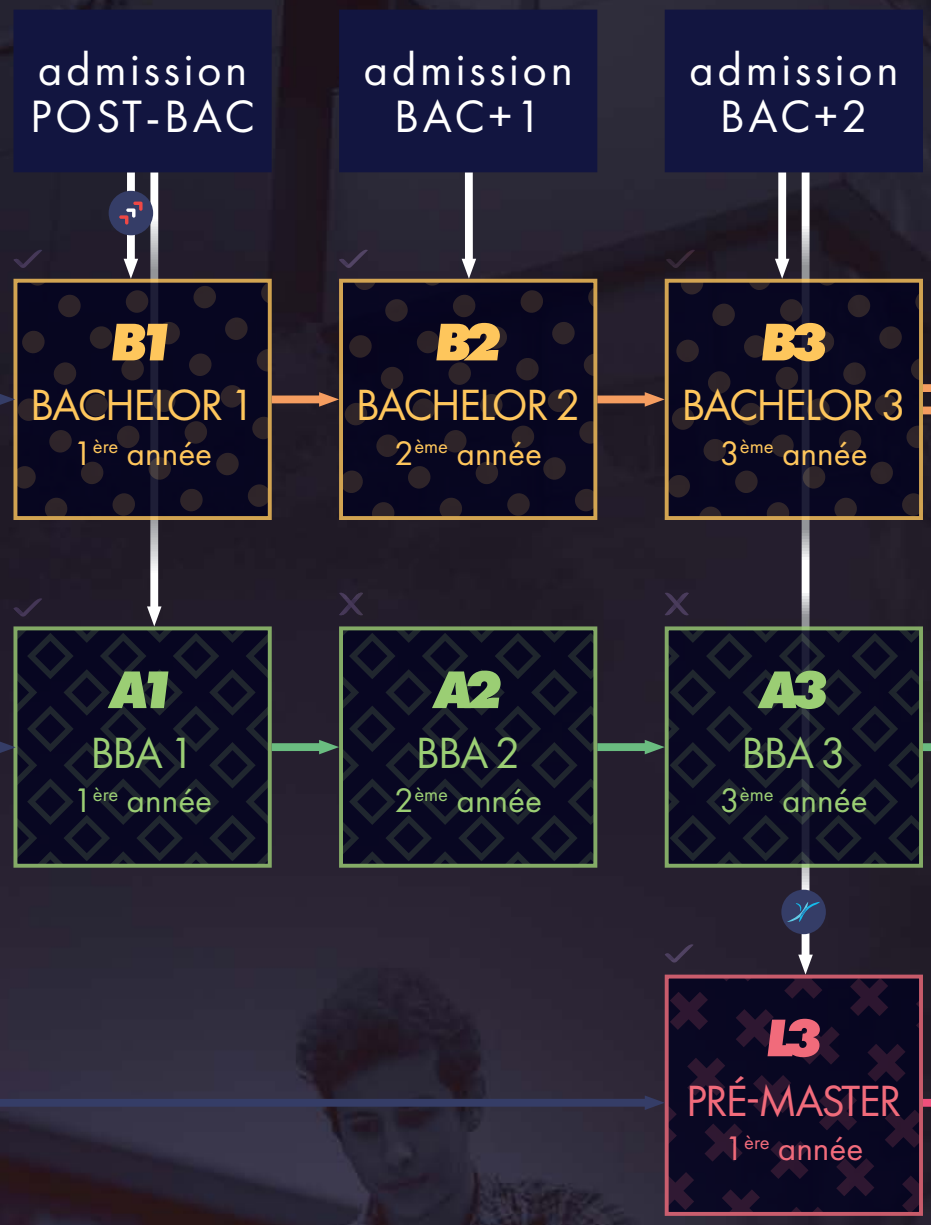 admission
POST-BAC
admission
BAC+1
admission
BAC+2
B1
BACHELOR 1
1ère année
B2
BACHELOR 2
2ème année
B3
BACHELOR 3
3ème année
A1
BBA 1
1ère année
A2
BBA 2
2ème année
A3
BBA 3
3ème année
L3
PRÉ-MASTER
1ère année